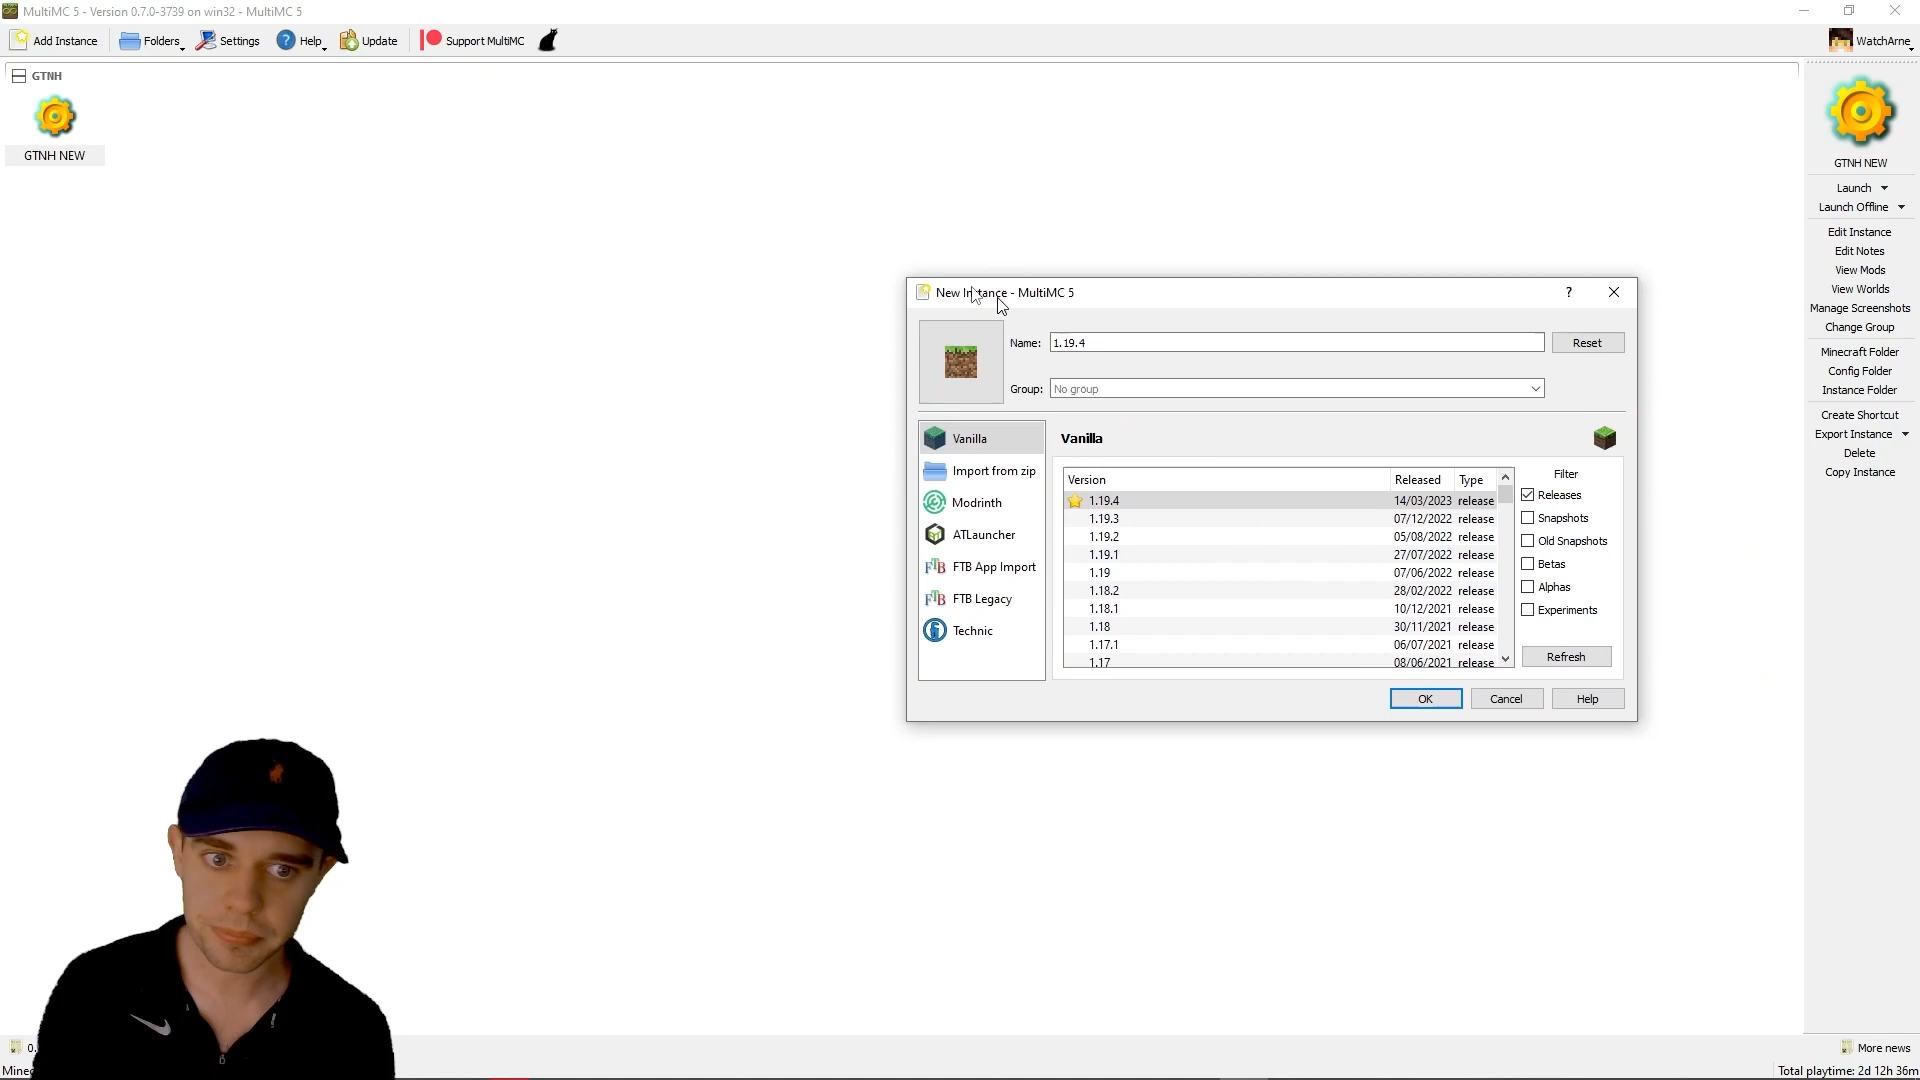 MultiMC 5 - Version 0.7.0-3739 on win32 - MultiMC 5
Add Instance Folders Settings Help Update Support MultiMC WatchArne
GTNH
GTNH NEW
GTNH NEW
Launch
Launch Offline
Edit Instance
Edit Notes
View Mods
View Worlds
Manage Screenshots
Change Group
Minecraft Folder
Config Folder
Instance Folder
Create Shortcut
Export Instance
Delete
Copy Instance
New Instance - MultiMC 5 ?
Name: 1.19.4 Reset
Group: No group
Vanilla
Import from zip
Modrinth
ATLauncher
FTB FTB App Import
FTB FTB Legacy
Technic
Vanilla
Version Released Type
1.19.4 14/03/2023 release
1.19.3 07/12/2022 release
1.19.2 05/08/2022 release
1.19.1 27/07/2022 release
1.19 07/06/2022 release
1.18.2 28/02/2022 release
1.18.1 10/12/2021 release
1.18 30/11/2021 release
1.17.1 06/07/2021 release
1.17 08/06/2021 release
Filter
Releases
Snapshots
Old Snapshots
Betas
Alphas
Experiments
Refresh
OK Cancel Help
0.
More news
Minec
Total playtime: 2d 12h 36m